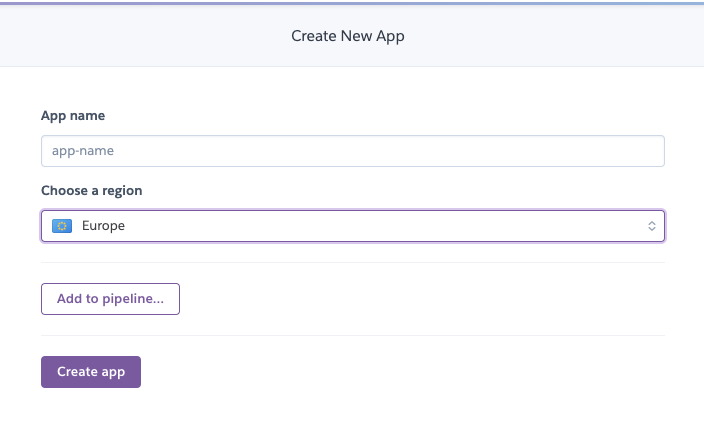 Create New App
App name
app-name
Choose a region
Europe
Add to pipeline...
Create app